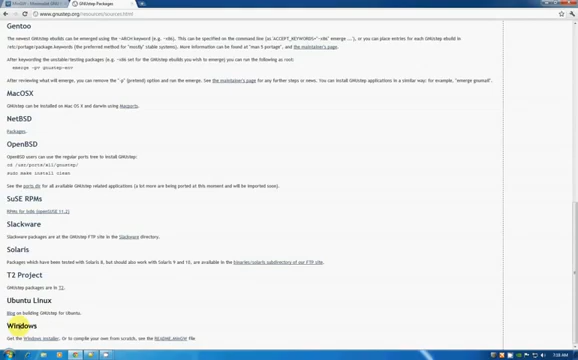 GNUstep Packages
www.gnustep.org/resources/sources.html
Gentoo
The newest ebuilds can be emerged using the -ARCH keyword (e.g. ~x86). This can be specified on the command line (as 'ACCEPT_KEYWORDS="~x86" emerge ...'), or you can place entries for each GNUstep ebuild in
/etc/portage/package.keywords (the preferred method for "mostly" stable systems). More information can be found at "man 5 portage", and the maintainer's page.
After keywording the unstable/testing packages (e.g. ~x86 set for the GNUstep ebuilds you wish to emerge) you can run the following as root:
emerge -pv gnustep-env
After reviewing what will emerge, you can remove the "-p" (pretend) option and run the emerge. See the maintainer's page for any further steps or news. You can install GNUstep applications in a similar way: for example, "emerge gnumail".
MacOSX
GNUstep can be installed on Mac OS X and darwin using Macports.
NetBSD
Packages.
OpenBSD
OpenBSD users can use the regular ports tree to install GNUstep:
cd /usr/ports/x11/gnustep/
sudo make install clean
See the ports dir for all available GNUstep related applications (a lot more are being ported at this moment and will be imported soon).
SuSE RPMs
RPMs for SuSe (openSUSE 11.2)
Slackware
Slackware packages are at the GNUstep FTP site in the Slackware directory.
Solaris
Packages which have been tested with Solaris 8, but should also work with Solaris 9 and 10, are available in the binaries/solaris subdirectory of our FTP site.
T2 Project
GNUstep packages are in T2.
Ubuntu Linux
Blog on building GNUstep for Ubuntu.
Windows
Get the Windows Installer. Or to compile your own from scratch, see the README.MinGW file